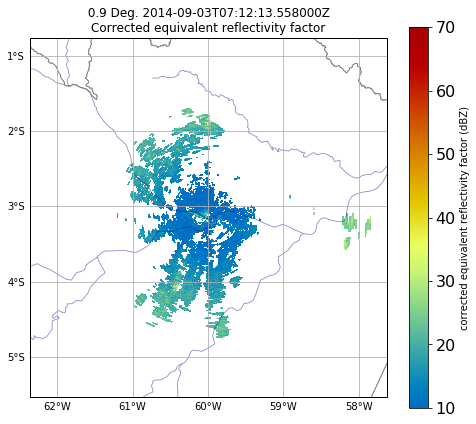 0.9 Deg. 2014-09-03T07:12:13.558000Z
Corrected equivalent reflectivity factor
1°S
2°S
3°S
4°S
5°S
62°W
61°W
60°W
59°W
58°W
70
60
50
40
30
20
10
corrected equivalent reflectivity factor (dBZ)